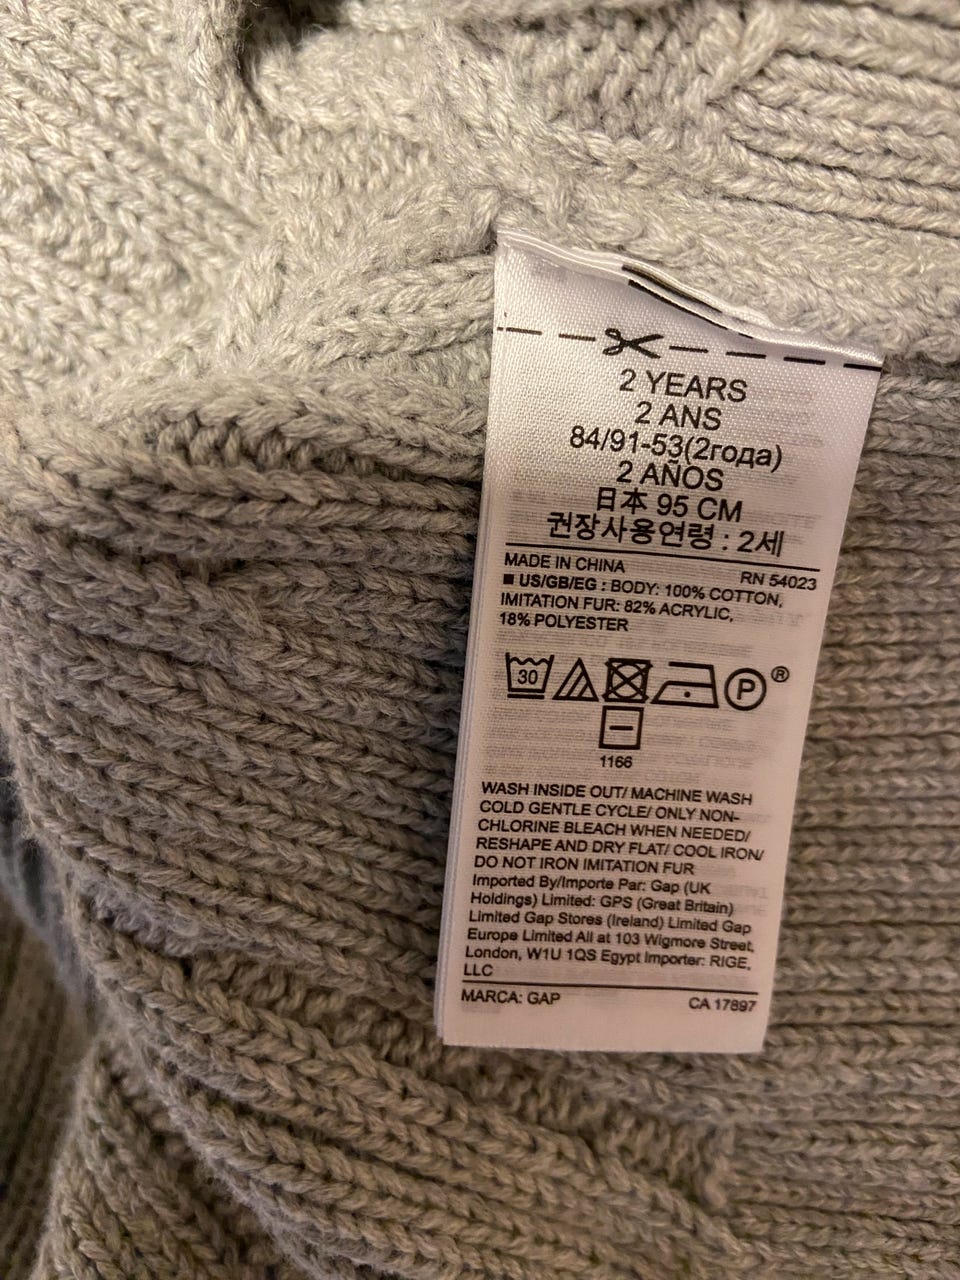 2 YEARS
2 ANS
84/91-53(2года)
2 AÑOS
日本 95 CM
권장사용연령 : 2세
MADE IN CHINA
RN 54023
■ US/GB/EG : BODY: 100% COTTON,
IMITATION FUR: 82% ACRYLIC,
18% POLYESTER
30
P ®
1166
WASH INSIDE OUT/ MACHINE WASH
COLD GENTLE CYCLE/ ONLY NON-
CHLORINE BLEACH WHEN NEEDED/
RESHAPE AND DRY FLAT/ COOL IRON/
DO NOT IRON IMITATION FUR
Imported By/Importe Par: Gap (UK
Holdings) Limited: GPS (Great Britain)
Limited Gap Stores (Ireland) Limited Gap
Europe Limited All at 103 Wigmore Street,
London, W1U 1QS Egypt Importer: RIGE,
LLC
MARCA: GAP
CA 17897